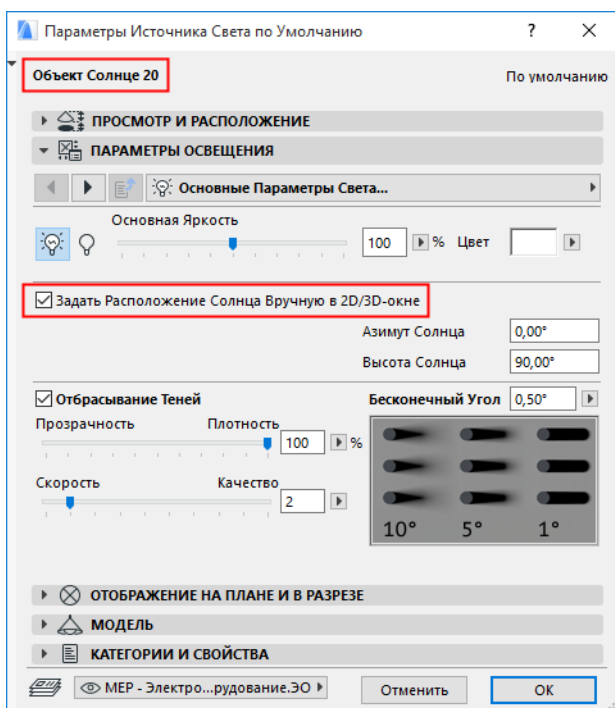 Параметры Источника Света по Умолчанию
?
Объект Солнце 20
По умолчанию
ПРОСМОТР И РАСПОЛОЖЕНИЕ
ПАРАМЕТРЫ ОСВЕЩЕНИЯ
Основные Параметры Света...
Основная Яркость
100 % Цвет
Задать Расположение Солнца Вручную в 2D/3D-окне
Азимут Солнца 0,00°
Высота Солнца 90,00°
Отбрасывание Теней
Бесконечный Угол 0,50°
Прозрачность Плотность
100 %
Скорость Качество
2
10° 5° 1°
ОТОБРАЖЕНИЕ НА ПЛАНЕ И В РАЗРЕЗЕ
МОДЕЛЬ
КАТЕГОРИИ И СВОЙСТВА
МЕР - Электро...рудование.ЭО
Отменить
ОК